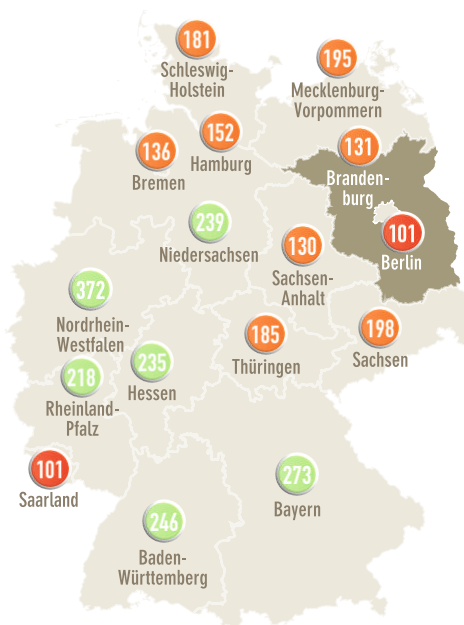 181
Schleswig-
Holstein
195
Mecklenburg-
Vorpommern
152
Hamburg
136
Bremen
131
Branden-
burg
239
Niedersachsen
101
Berlin
130
Sachsen-
Anhalt
372
Nordrhein-
Westfalen
185
Thüringen
198
Sachsen
235
Hessen
218
Rheinland-
Pfalz
101
Saarland
273
Bayern
246
Baden-
Württemberg